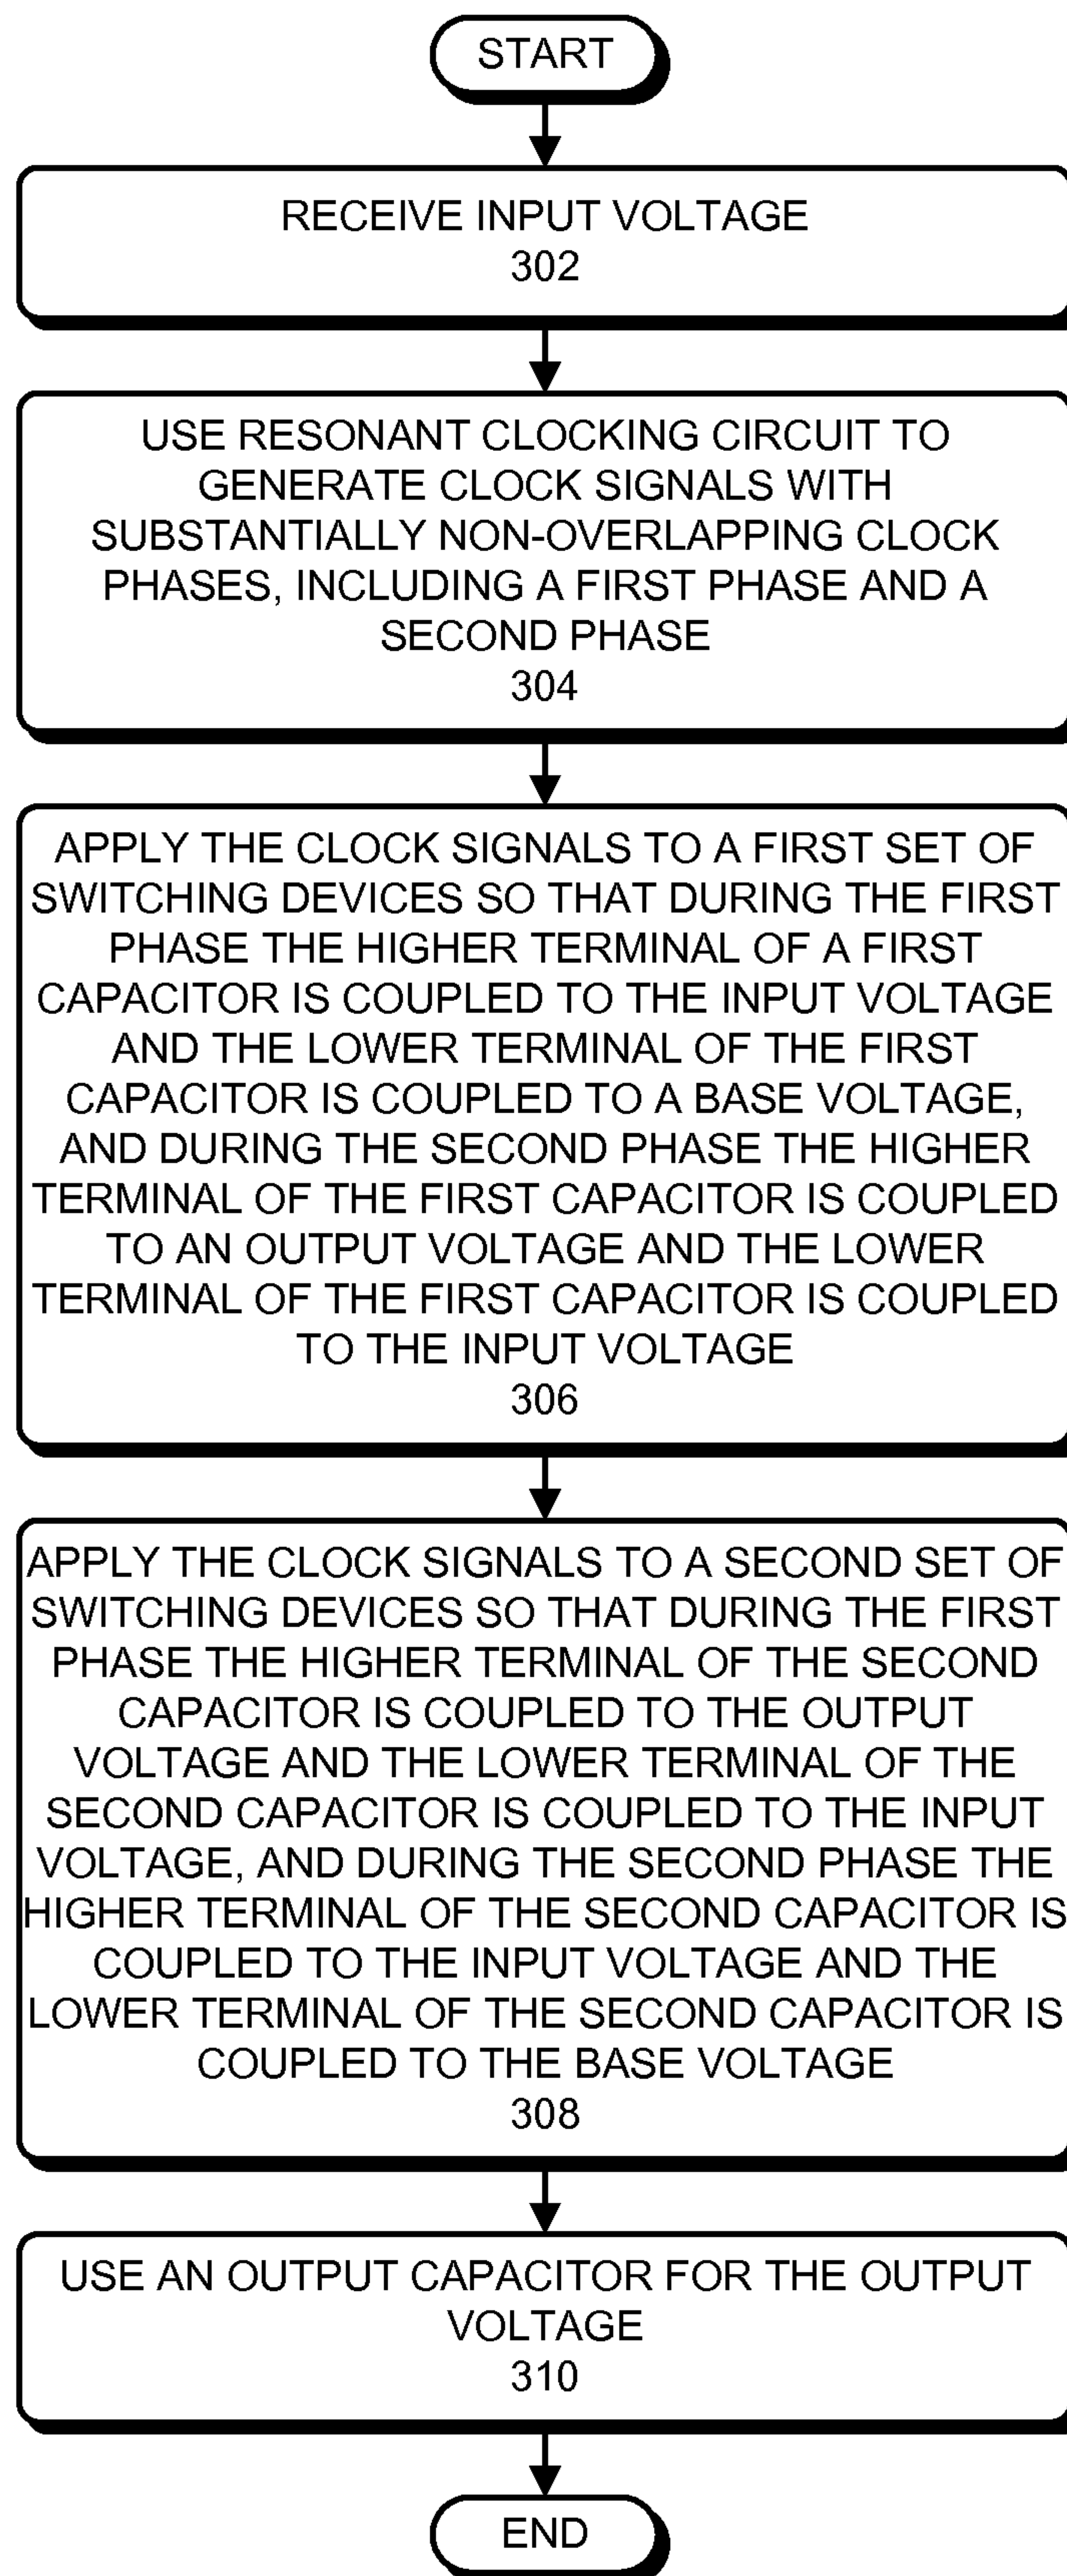 START
RECEIVE INPUT VOLTAGE
302
USE RESONANT CLOCKING CIRCUIT TO
GENERATE CLOCK SIGNALS WITH
SUBSTANTIALLY NON-OVERLAPPING CLOCK
PHASES, INCLUDING A FIRST PHASE AND A
SECOND PHASE
304
APPLY THE CLOCK SIGNALS TO A FIRST SET OF
SWITCHING DEVICES SO THAT DURING THE FIRST
PHASE THE HIGHER TERMINAL OF A FIRST
CAPACITOR IS COUPLED TO THE INPUT VOLTAGE
AND THE LOWER TERMINAL OF THE FIRST
CAPACITOR IS COUPLED TO A BASE VOLTAGE,
AND DURING THE SECOND PHASE THE HIGHER
TERMINAL OF THE FIRST CAPACITOR IS COUPLED
TO AN OUTPUT VOLTAGE AND THE LOWER
TERMINAL OF THE FIRST CAPACITOR IS COUPLED
TO THE INPUT VOLTAGE
306
APPLY THE CLOCK SIGNALS TO A SECOND SET OF
SWITCHING DEVICES SO THAT DURING THE FIRST
PHASE THE HIGHER TERMINAL OF THE SECOND
CAPACITOR IS COUPLED TO THE OUTPUT
VOLTAGE AND THE LOWER TERMINAL OF THE
SECOND CAPACITOR IS COUPLED TO THE INPUT
VOLTAGE, AND DURING THE SECOND PHASE THE
HIGHER TERMINAL OF THE SECOND CAPACITOR IS
COUPLED TO THE INPUT VOLTAGE AND THE
LOWER TERMINAL OF THE SECOND CAPACITOR IS
COUPLED TO THE BASE VOLTAGE
308
USE AN OUTPUT CAPACITOR FOR THE OUTPUT
VOLTAGE
310
END